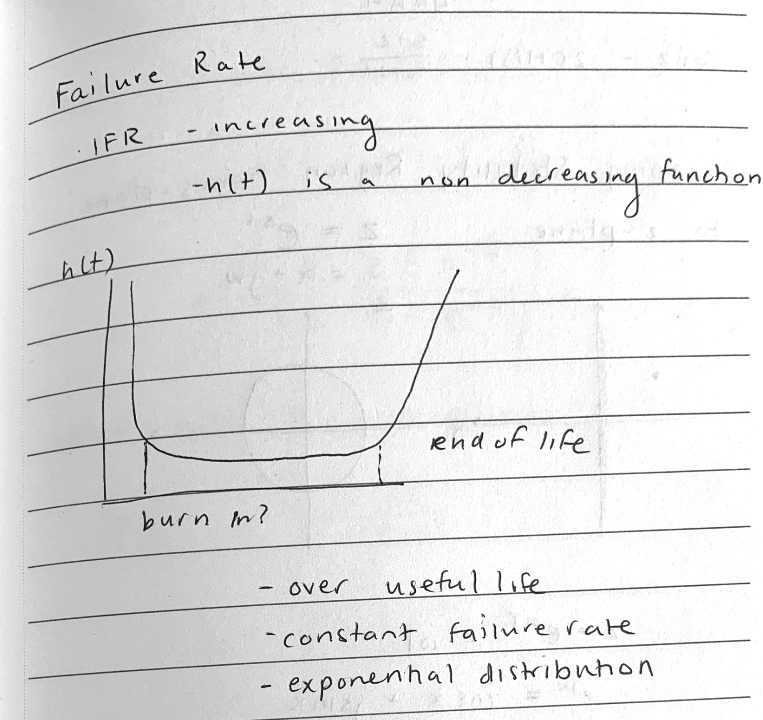 Failure Rate
. IFR - increasing
- h(t) is a non decreasing function
h(t)
end of life
burn in?
- over useful life
- constant failure rate
- exponential distribution